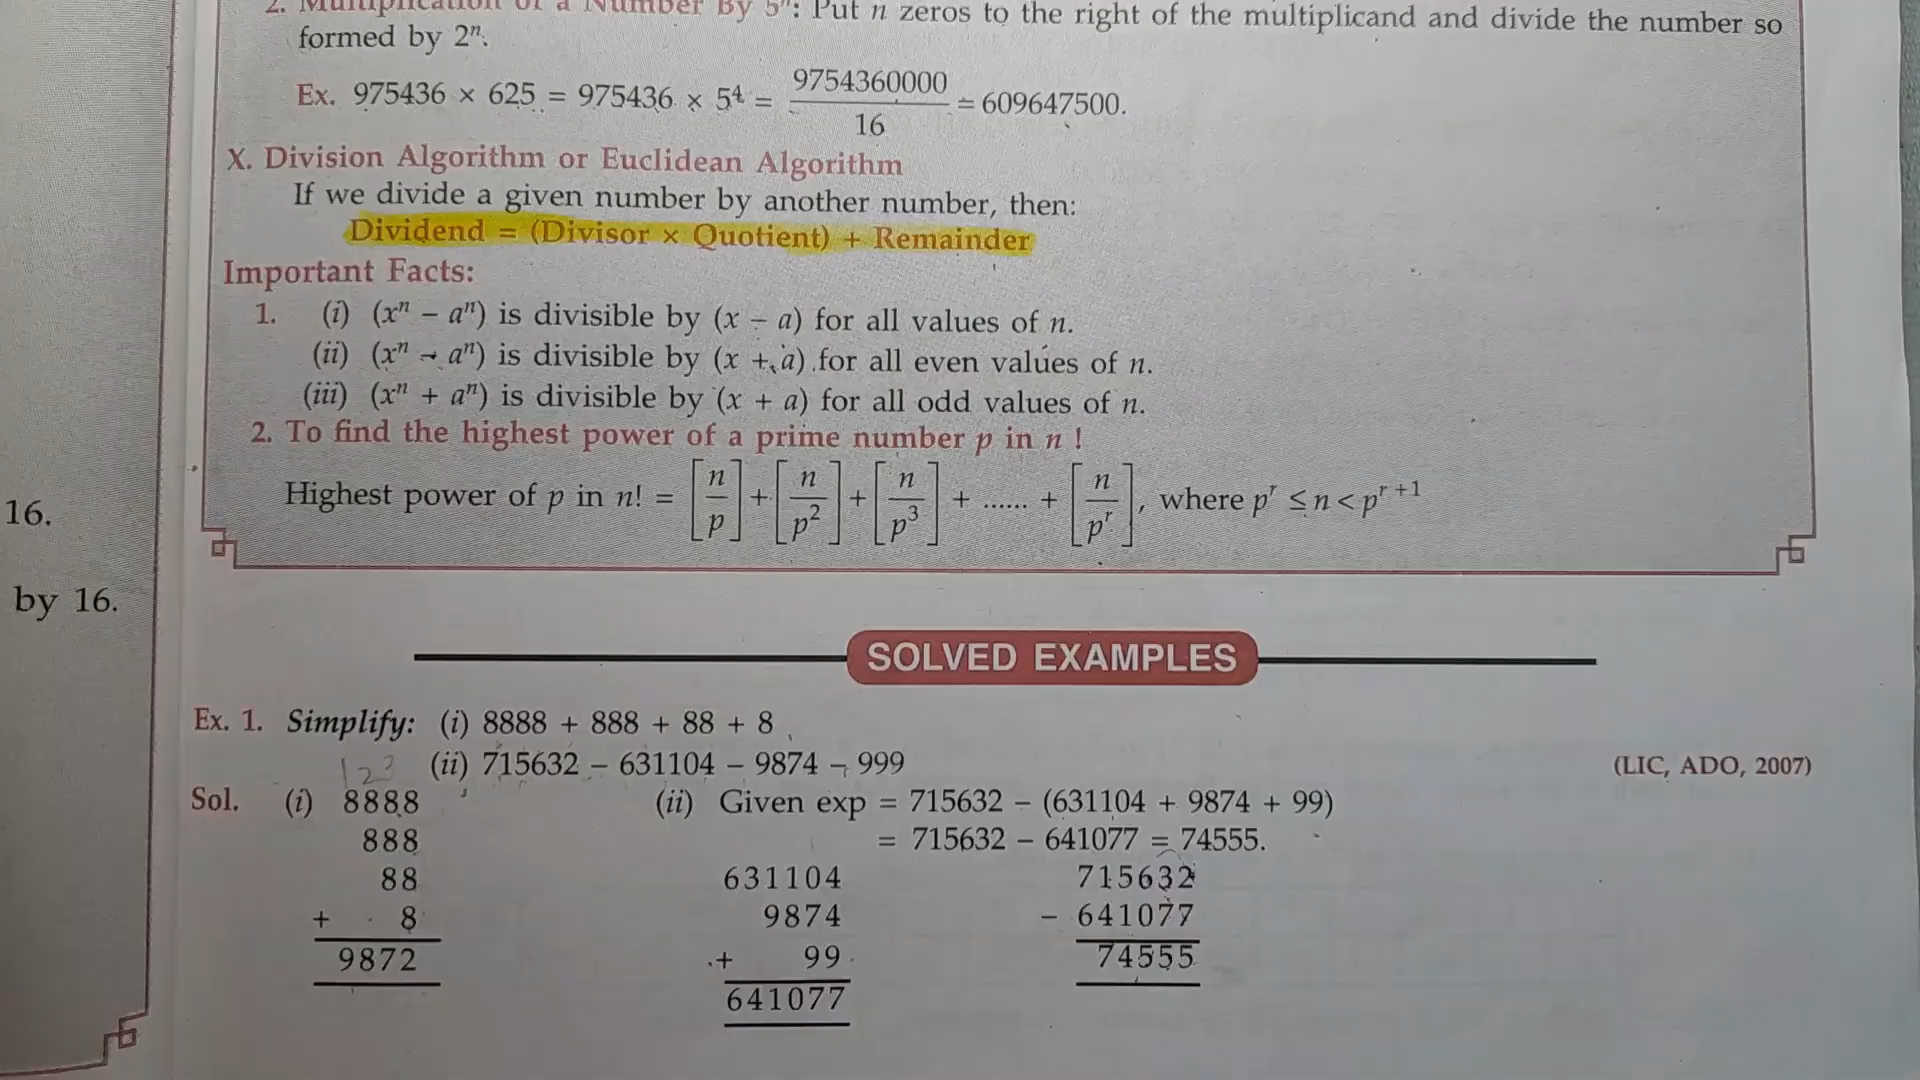 2. Multiplication of a Number By 5ⁿ: Put n zeros to the right of the multiplicand and divide the number so
formed by 2ⁿ.
Ex. 975436 × 625 = 975436 × 5⁴ = 9754360000/16 = 609647500.
X. Division Algorithm or Euclidean Algorithm
If we divide a given number by another number, then:
Dividend = (Divisor × Quotient) + Remainder
Important Facts:
1. (i) (xⁿ – aⁿ) is divisible by (x – a) for all values of n.
(ii) (xⁿ – aⁿ) is divisible by (x + a) for all even values of n.
(iii) (xⁿ + aⁿ) is divisible by (x + a) for all odd values of n.
2. To find the highest power of a prime number p in n !
Highest power of p in n! = [n/p] + [n/p²] + [n/p³] + ...... + [n/pʳ], where pʳ ≤ n < pʳ⁺¹
16.
by 16.
SOLVED EXAMPLES
Ex. 1. Simplify: (i) 8888 + 888 + 88 + 8
(ii) 715632 – 631104 – 9874 – 999
(LIC, ADO, 2007)
123
Sol. (i) 8888
888
88
+ 8
9872
(ii) Given exp = 715632 – (631104 + 9874 + 99)
= 715632 – 641077 = 74555.
631104
9874
+ 99
641077
715632
– 641077
74555